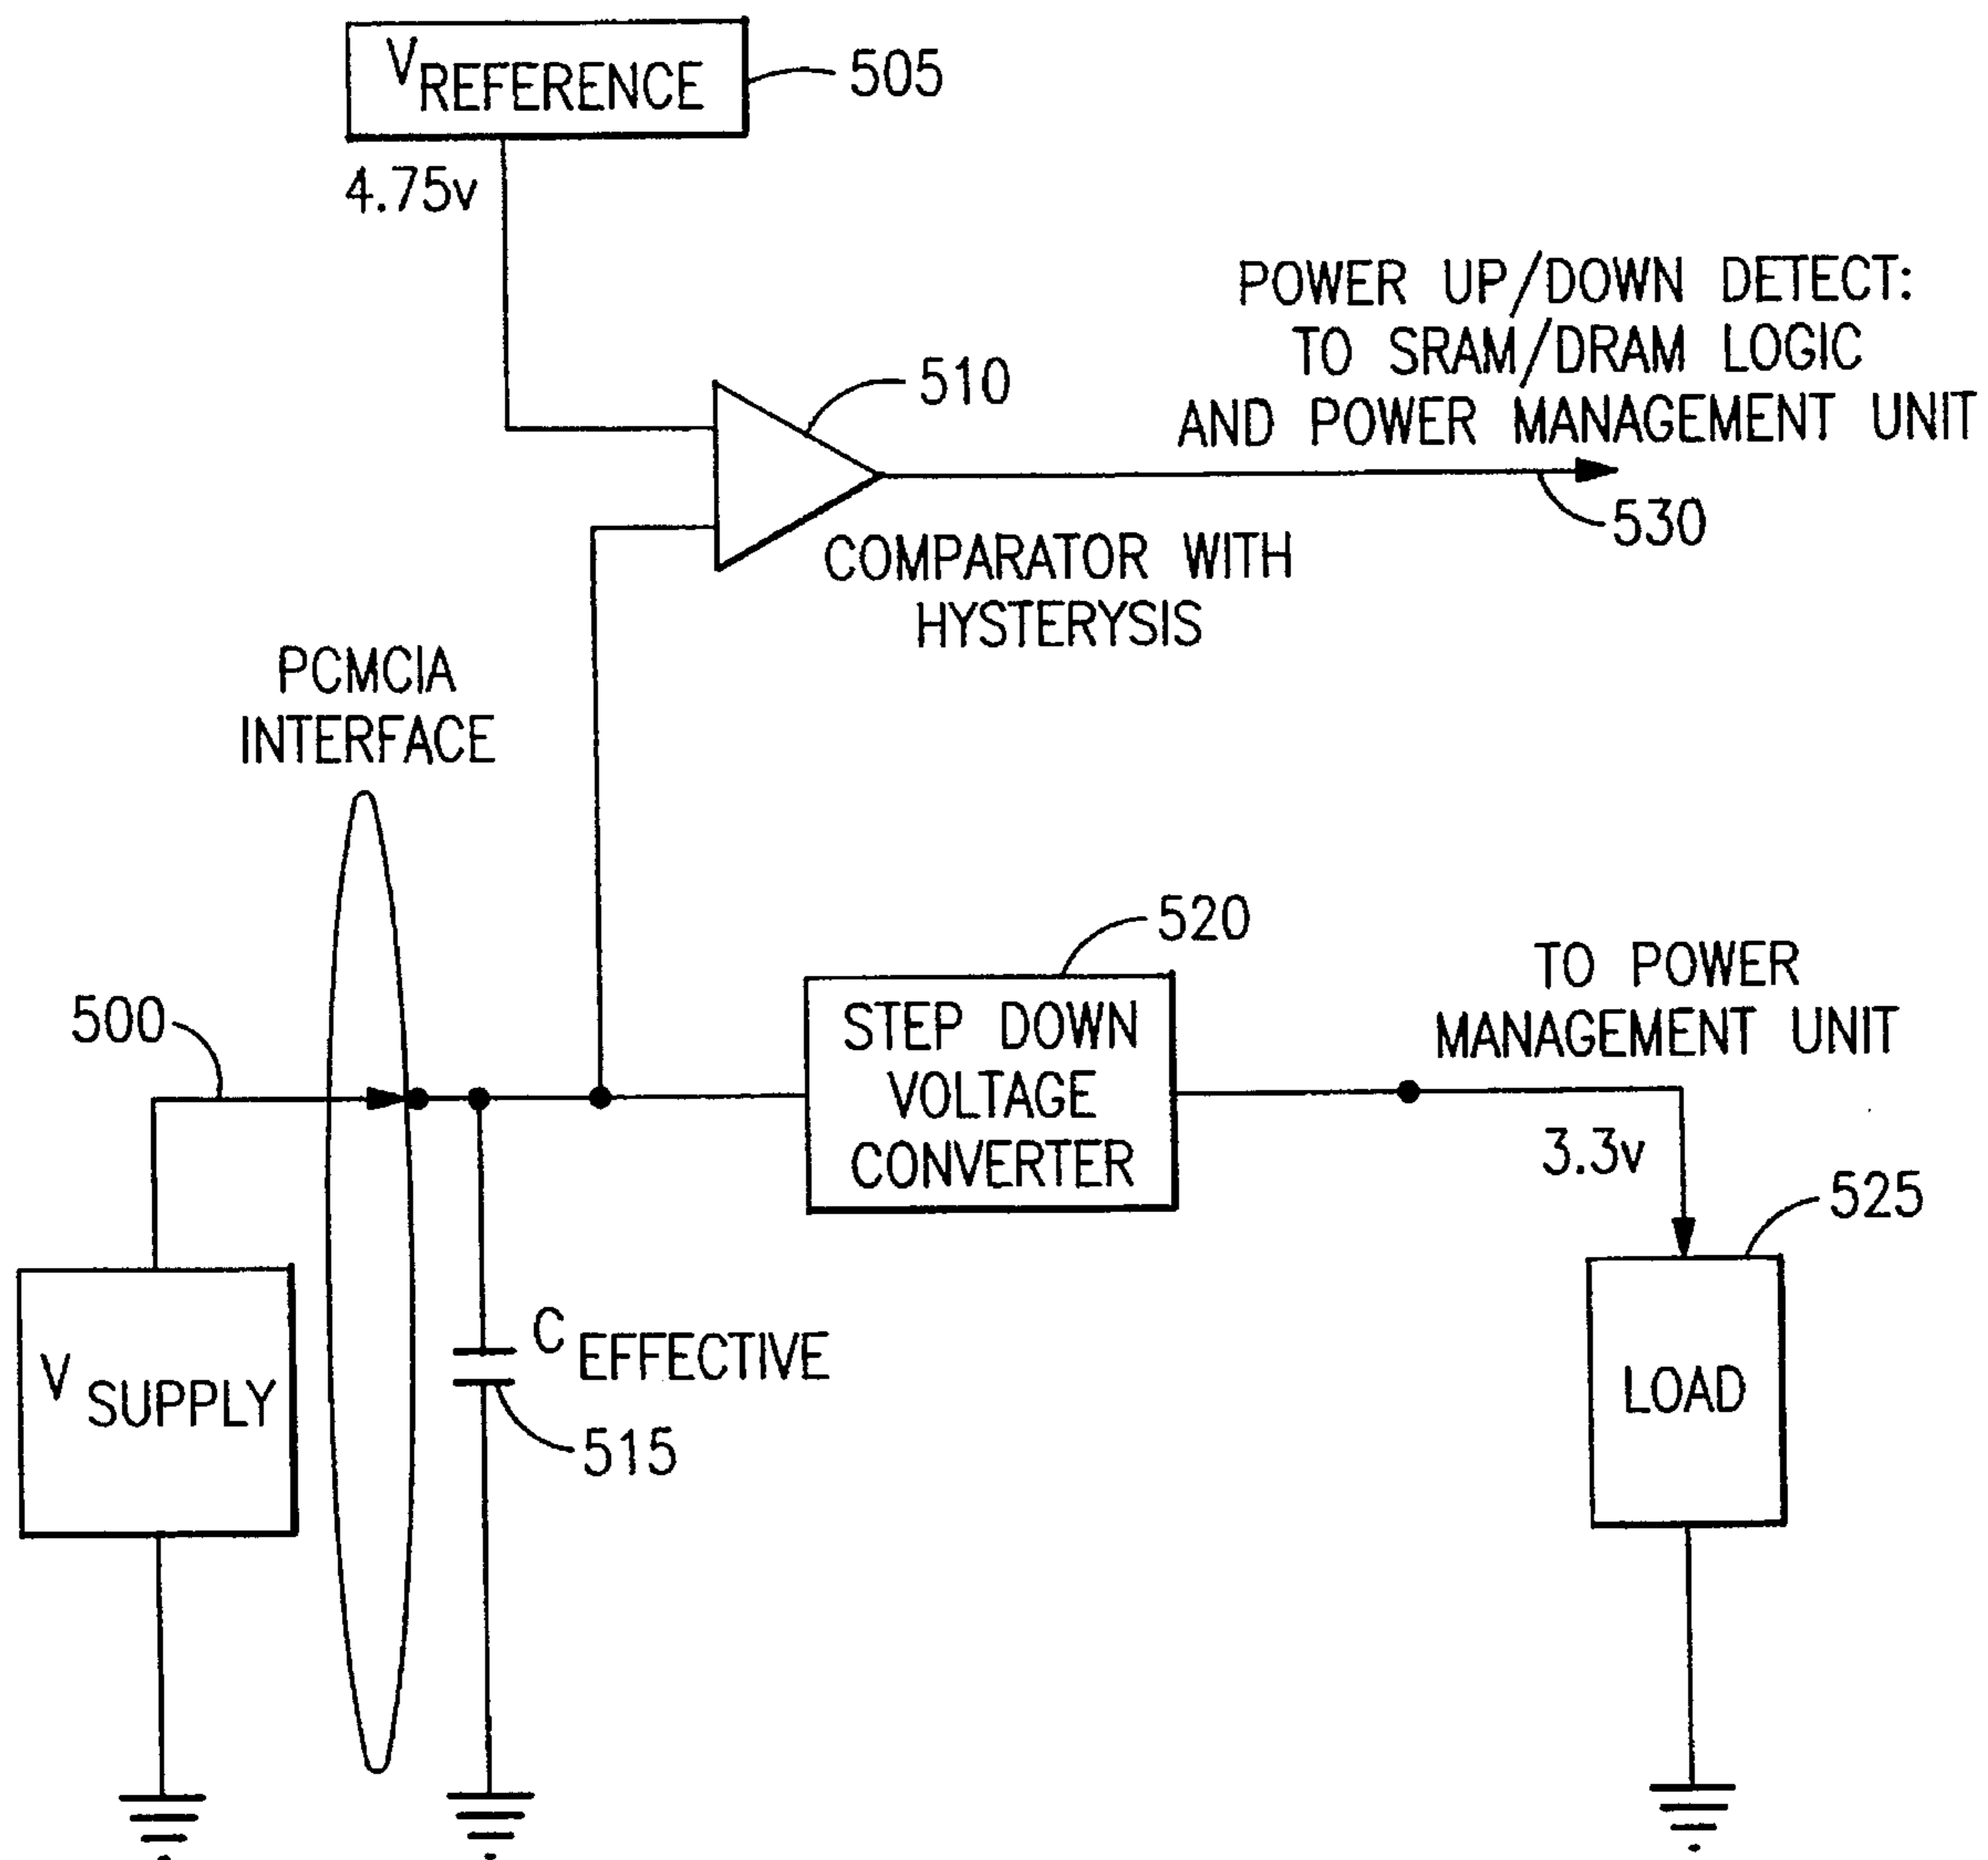 VREFERENCE
505
4.75v
POWER UP/DOWN DETECT:
TO SRAM/DRAM LOGIC
AND POWER MANAGEMENT UNIT
510
530
COMPARATOR WITH
HYSTERYSIS
PCMCIA
INTERFACE
500
520
STEP DOWN
VOLTAGE
CONVERTER
TO POWER
MANAGEMENT UNIT
3.3v
525
V SUPPLY
C EFFECTIVE
515
LOAD